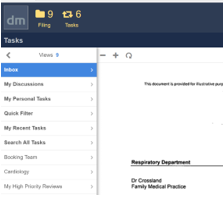 dm
9
6
Filing
Tasks
Tasks
Views 9
Inbox
My Discussions
My Personal Tasks
Quick Filter
My Recent Tasks
Search All Tasks
Booking Team
Cardiology
My High Priority Reviews
This document is provided for illustrative purp
Respiratory Department
Dr Crossland
Family Medical Practice